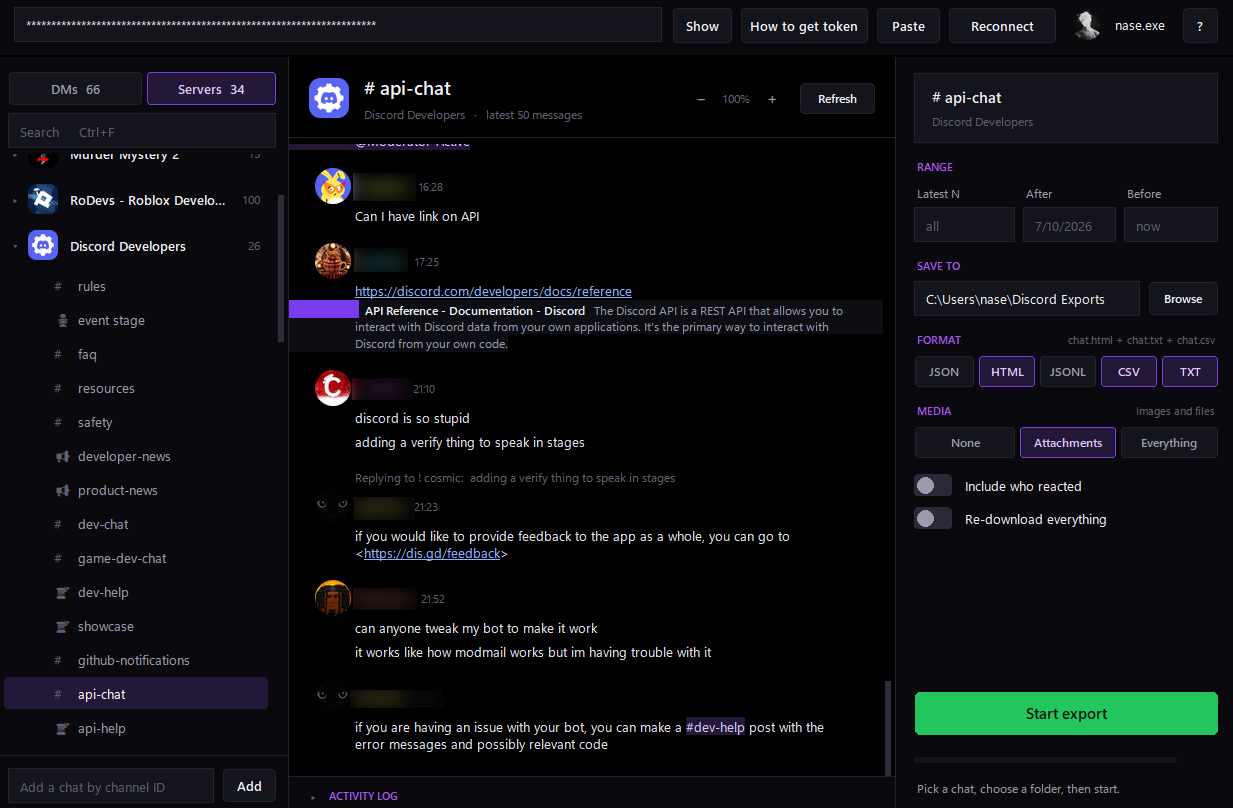 **********************************************************************
Show
How to get token
Paste
Reconnect
nase.exe
?
DMs 66
Servers 34
Search Ctrl+F
Murder Mystery 2
RoDevs - Roblox Develo... 100
Discord Developers 26
# rules
event stage
# faq
# resources
# safety
developer-news
product-news
# dev-chat
# game-dev-chat
dev-help
showcase
# github-notifications
# api-chat
api-help
Add a chat by channel ID
Add
# api-chat
Discord Developers · latest 50 messages
− 100% +
Refresh
@Moderator Active
16:28
Can I have link on API
17:25
https://discord.com/developers/docs/reference
API Reference - Documentation - Discord The Discord API is a REST API that allows you to
interact with Discord data from your own applications. It's the primary way to interact with
Discord from your own code.
21:10
discord is so stupid
adding a verify thing to speak in stages
Replying to ! cosmic: adding a verify thing to speak in stages
21:23
if you would like to provide feedback to the app as a whole, you can go to
<https://dis.gd/feedback>
21:52
can anyone tweak my bot to make it work
it works like how modmail works but im having trouble with it
if you are having an issue with your bot, you can make a #dev-help post with the
error messages and possibly relevant code
ACTIVITY LOG
# api-chat
Discord Developers
RANGE
Latest N After Before
all 7/10/2026 now
SAVE TO
C:\Users\nase\Discord Exports
Browse
FORMAT chat.html + chat.txt + chat.csv
JSON HTML JSONL CSV TXT
MEDIA Images and files
None Attachments Everything
Include who reacted
Re-download everything
Start export
Pick a chat, choose a folder, then start.